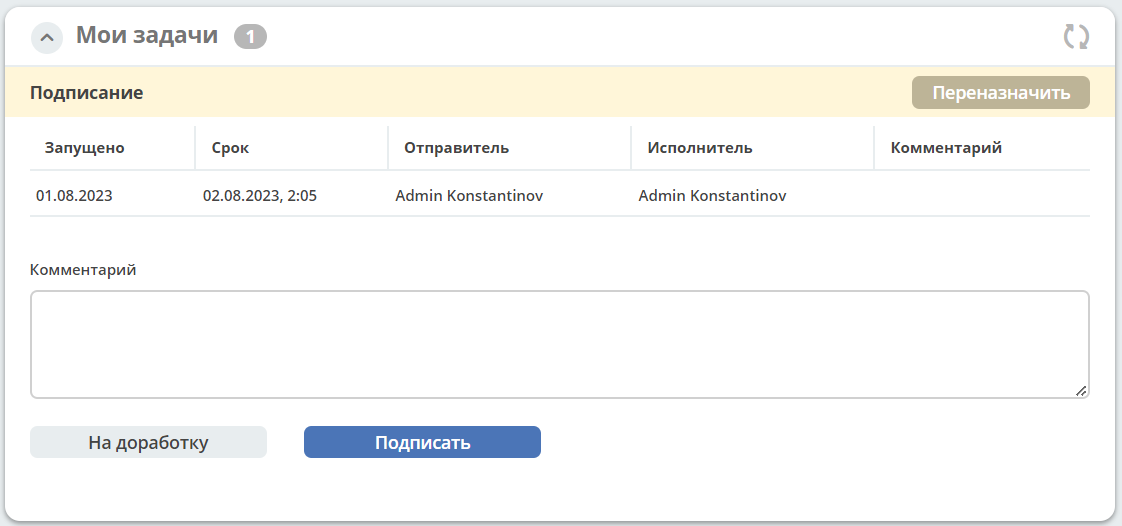 Мои задачи 1
Подписание Переназначить
Запущено Срок Отправитель Исполнитель Комментарий
01.08.2023 02.08.2023, 2:05 Admin Konstantinov Admin Konstantinov
Комментарий
На доработку Подписать